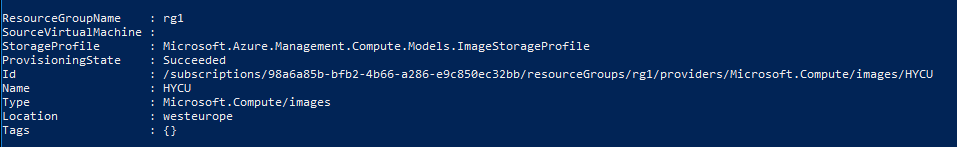 ResourceGroupName    : rg1
SourceVirtualMachine :
StorageProfile       : Microsoft.Azure.Management.Compute.Models.ImageStorageProfile
ProvisioningState    : Succeeded
Id                   : /subscriptions/98a6a85b-bfb2-4b66-a286-e9c850ec32bb/resourceGroups/rg1/providers/Microsoft.Compute/images/HYCU
Name                 : HYCU
Type                 : Microsoft.Compute/images
Location             : westeurope
Tags                 : {}